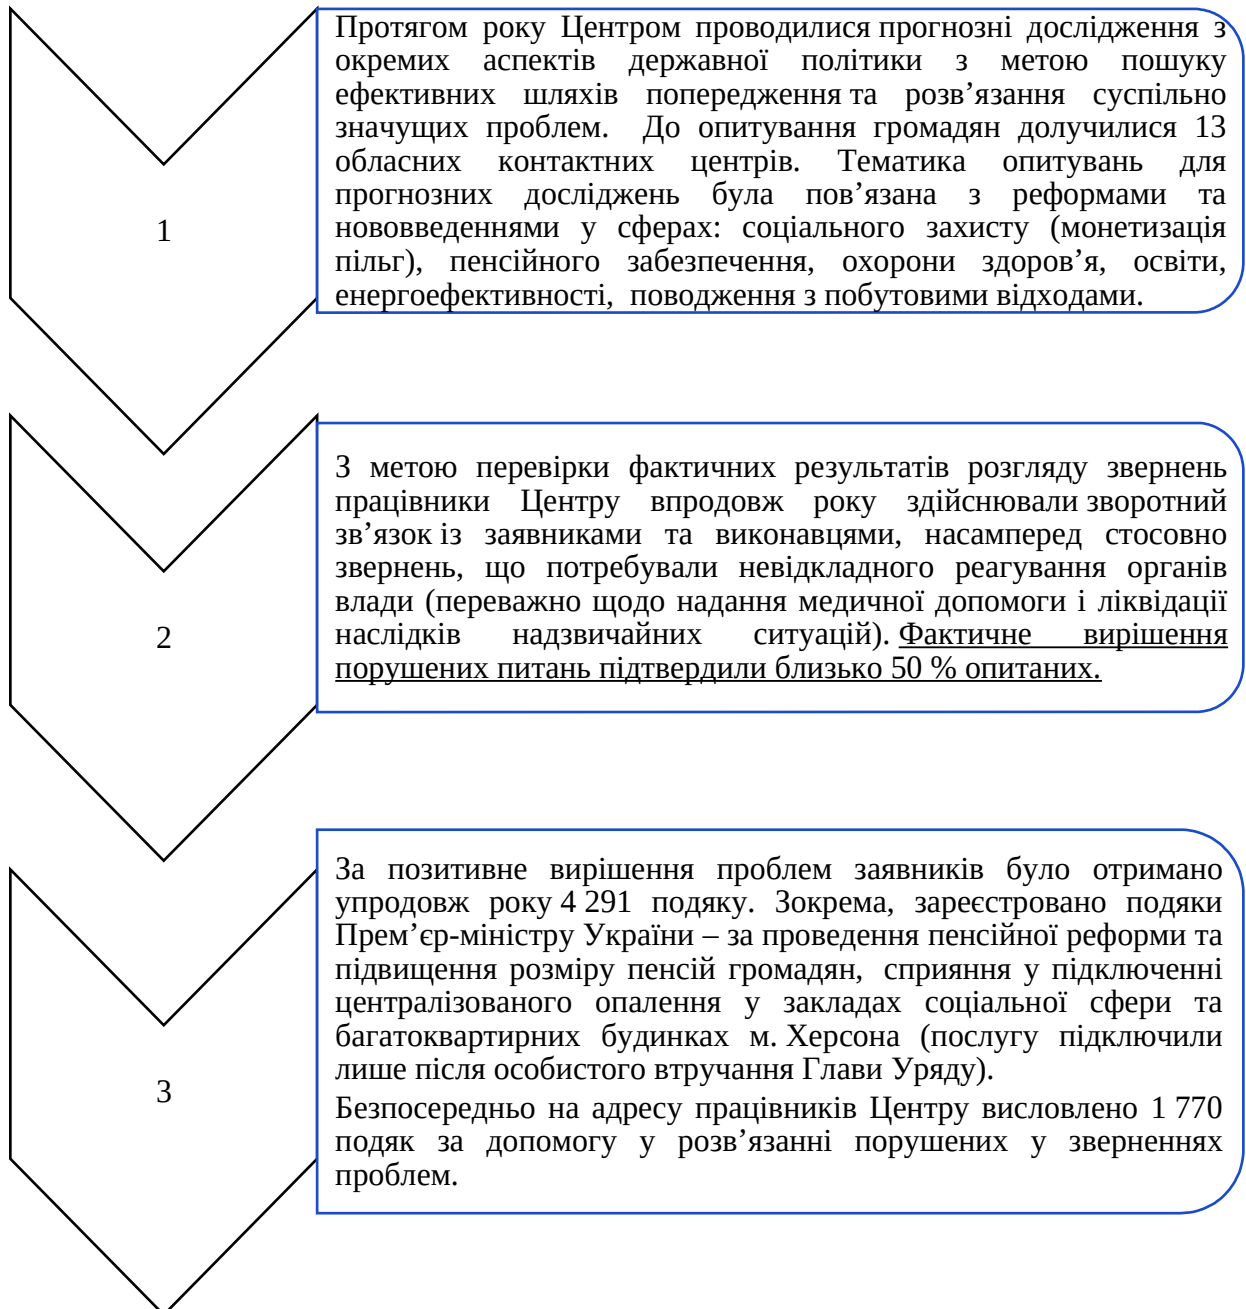 1
Протягом року Центром проводилися прогнозні дослідження з
окремих аспектів державної політики з метою пошуку
ефективних шляхів попередження та розв’язання суспільно
значущих проблем. До опитування громадян долучилися 13
обласних контактних центрів. Тематика опитувань для
прогнозних досліджень була пов’язана з реформами та
нововведеннями у сферах: соціального захисту (монетизація
пільг), пенсійного забезпечення, охорони здоров’я, освіти,
енергоефективності, поводження з побутовими відходами.
2
З метою перевірки фактичних результатів розгляду звернень
працівники Центру впродовж року здійснювали зворотний
зв’язок із заявниками та виконавцями, насамперед стосовно
звернень, що потребували невідкладного реагування органів
влади (переважно щодо надання медичної допомоги і ліквідації
наслідків надзвичайних ситуацій). Фактичне вирішення
порушених питань підтвердили близько 50 % опитаних.
3
За позитивне вирішення проблем заявників було отримано
упродовж року 4 291 подяку. Зокрема, зареєстровано подяки
Прем’єр-міністру України – за проведення пенсійної реформи та
підвищення розміру пенсій громадян, сприяння у підключенні
централізованого опалення у закладах соціальної сфери та
багатоквартирних будинках м. Херсона (послугу підключили
лише після особистого втручання Глави Уряду).
Безпосередньо на адресу працівників Центру висловлено 1 770
подяк за допомогу у розв’язанні порушених у зверненнях
проблем.